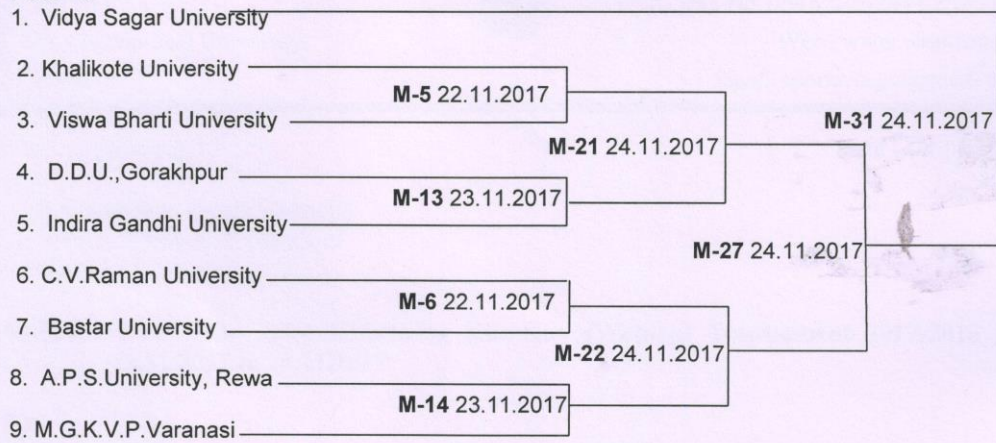 1. Vidya Sagar University
2. Khalikote University
M-5 22.11.2017
3. Viswa Bharti University
M-31 24.11.2017
M-21 24.11.2017
4. D.D.U.,Gorakhpur
M-13 23.11.2017
5. Indira Gandhi University
M-27 24.11.2017
6. C.V.Raman University
M-6 22.11.2017
7. Bastar University
M-22 24.11.2017
8. A.P.S.University, Rewa
M-14 23.11.2017
9. M.G.K.V.P.Varanasi